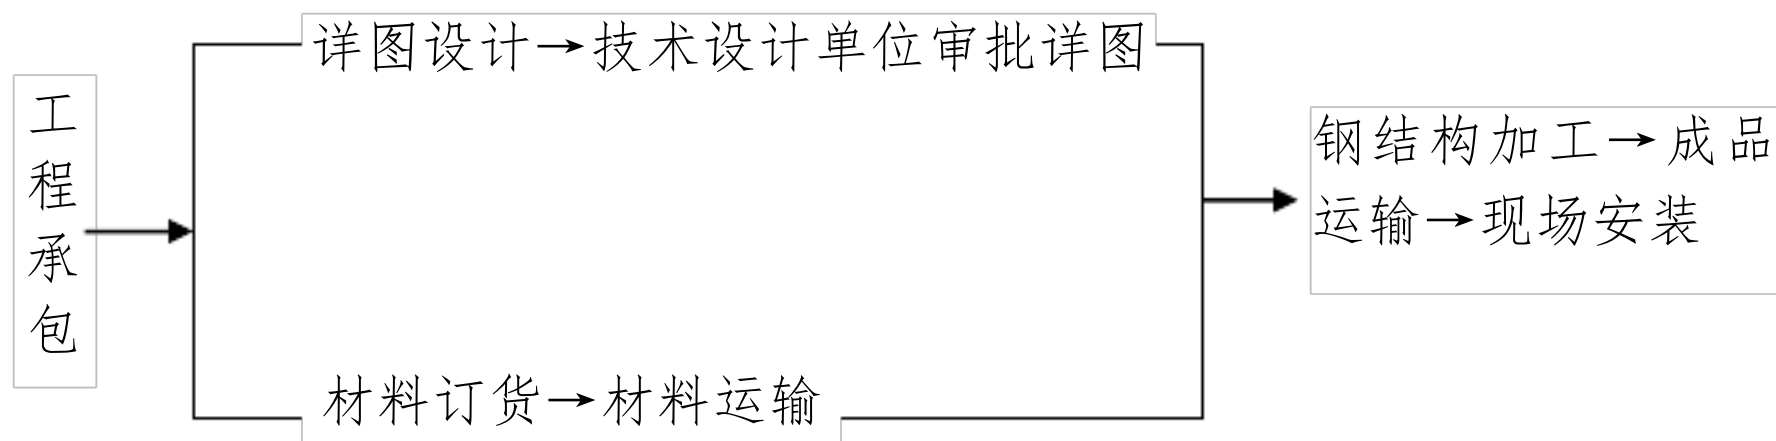 工程承包
详图设计→技术设计单位审批详图
材料订货→材料运输
钢结构加工→成品
运输→现场安装